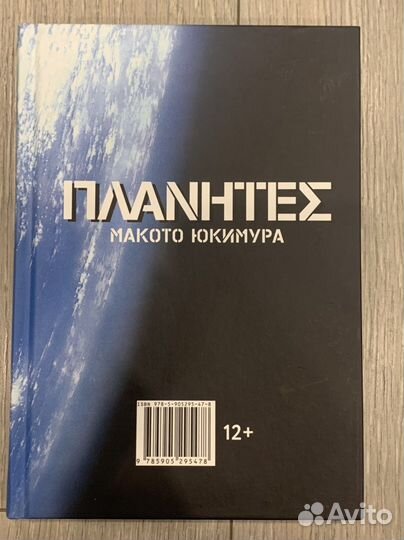 ΠΛΑΝΗΤΕΣ
МАКОТО ЮКИМУРА
ISBN 978-5-905295-47-8
9 785905 295478
12+
Avito